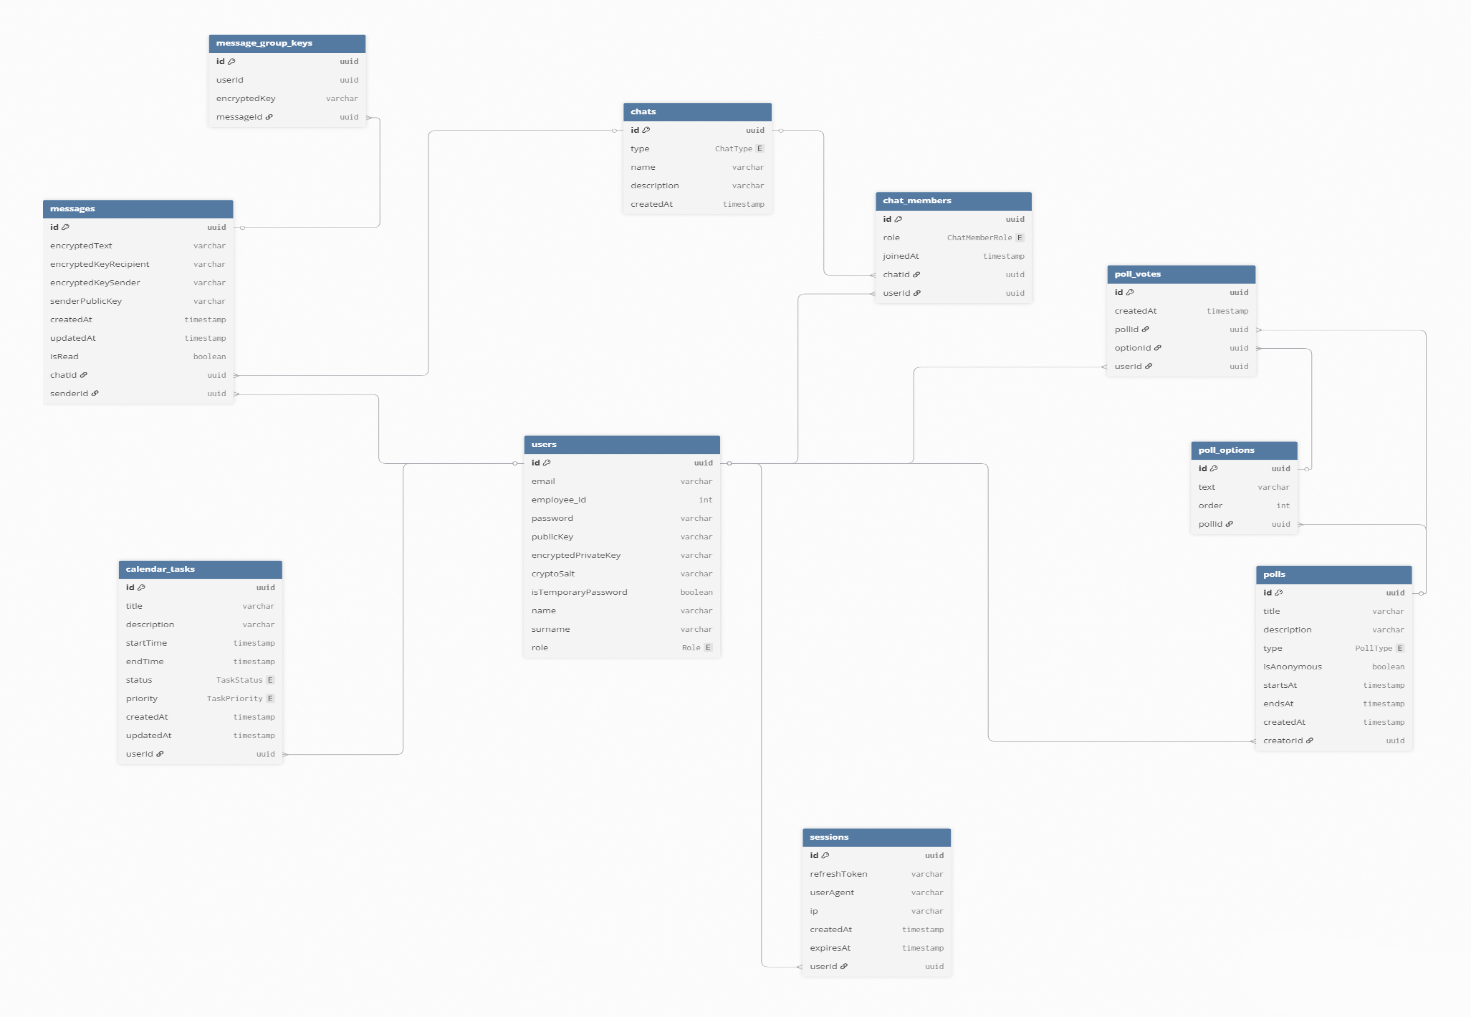 message_group_keys
id uuid
userId uuid
encryptedKey varchar
messageId uuid
chats
id uuid
type ChatType E
name varchar
description varchar
createdAt timestamp
messages
id uuid
encryptedText varchar
encryptedKeyRecipient varchar
encryptedKeySender varchar
senderPublicKey varchar
createdAt timestamp
updatedAt timestamp
isRead boolean
chatId uuid
senderId uuid
chat_members
id uuid
role ChatMemberRole E
joinedAt timestamp
chatId uuid
userId uuid
poll_votes
id uuid
createdAt timestamp
pollId uuid
optionId uuid
userId uuid
users
id uuid
email varchar
employee_id int
password varchar
publicKey varchar
encryptedPrivateKey varchar
cryptoSalt varchar
isTemporaryPassword boolean
name varchar
surname varchar
role Role E
poll_options
id uuid
text varchar
order int
pollId uuid
calendar_tasks
id uuid
title varchar
description varchar
startTime timestamp
endTime timestamp
status TaskStatus E
priority TaskPriority E
createdAt timestamp
updatedAt timestamp
userId uuid
polls
id uuid
title varchar
description varchar
type PollType E
isAnonymous boolean
startsAt timestamp
endsAt timestamp
createdAt timestamp
creatorId uuid
sessions
id uuid
refreshToken varchar
userAgent varchar
ip varchar
createdAt timestamp
expiresAt timestamp
userId uuid